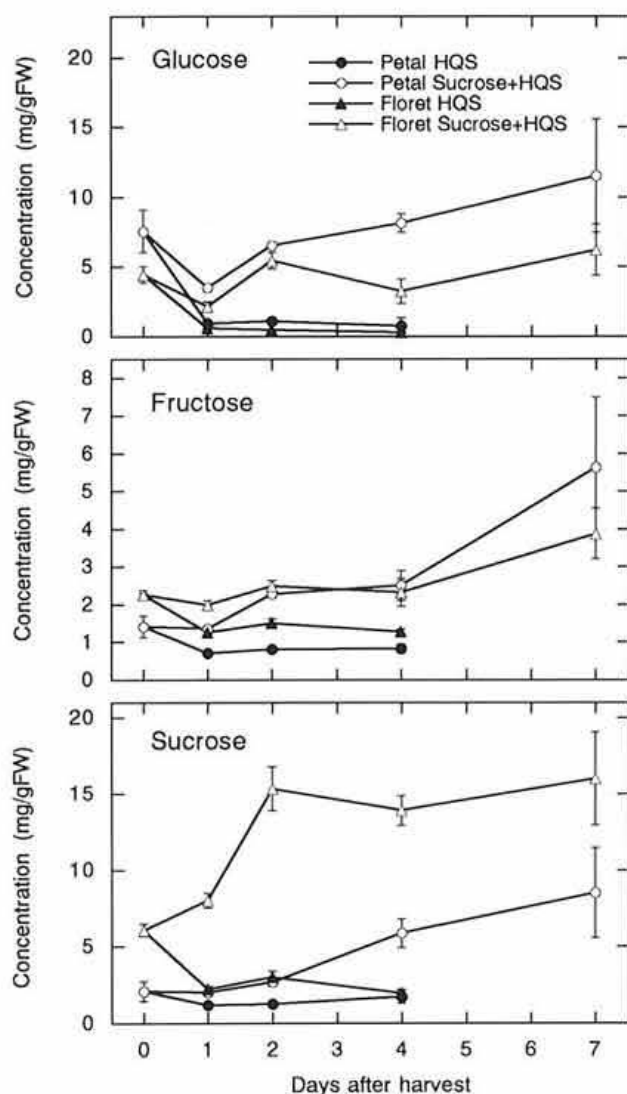 Glucose
Petal HQS
Petal Sucrose+HQS
Floret HQS
Floret Sucrose+HQS
Concentration (mg/gFW)
20
15
10
5
0
Fructose
Concentration (mg/gFW)
8
7
6
5
4
3
2
1
0
Sucrose
Concentration (mg/gFW)
20
15
10
5
0
0 1 2 3 4 5 6 7
Days after harvest